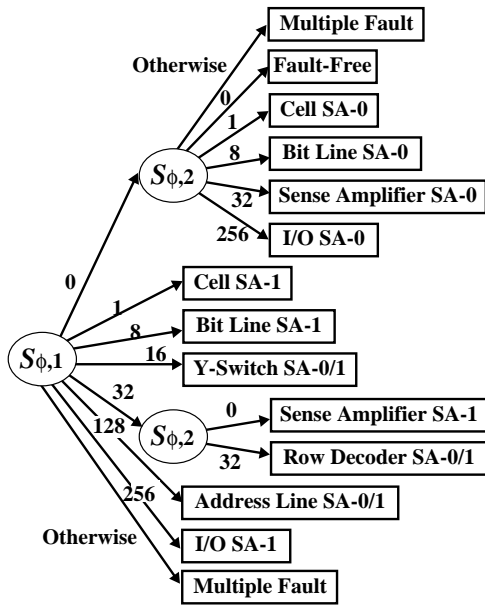 Multiple Fault
Otherwise
Fault-Free
0
Cell SA-0
1
Bit Line SA-0
8
Sϕ,2
Sense Amplifier SA-0
32
I/O SA-0
256
0
Cell SA-1
1
Bit Line SA-1
8
Sϕ,1
16
Y-Switch SA-0/1
32
0
Sense Amplifier SA-1
128
Sϕ,2
32
Row Decoder SA-0/1
256
Address Line SA-0/1
Otherwise
I/O SA-1
Multiple Fault